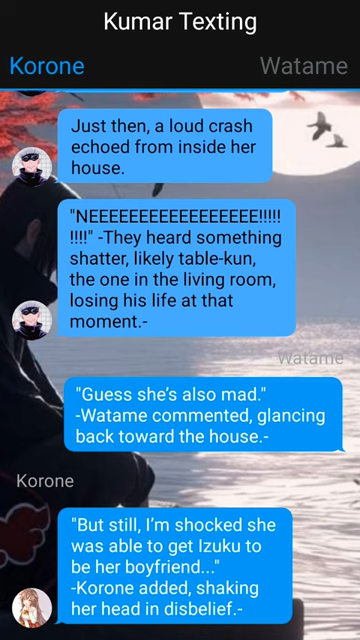 Kumar Texting
Korone
Watame
Just then, a loud crash
echoed from inside her
house.
"NEEEEEEEEEEEEEEEEE!!!!!
!!!!" -They heard something
shatter, likely table-kun,
the one in the living room,
losing his life at that
moment.-
Watame
"Guess she's also mad."
-Watame commented, glancing
back toward the house.-
Korone
"But still, I'm shocked she
was able to get Izuku to
be her boyfriend..."
-Korone added, shaking
her head in disbelief.-